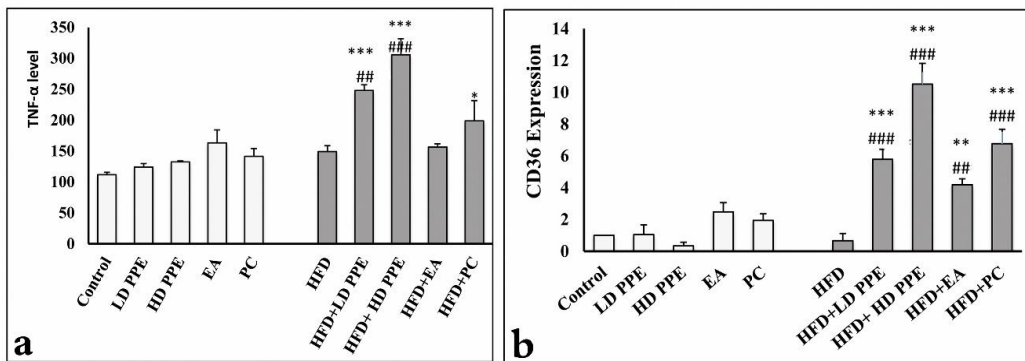 350
300
250
200
150
100
50
0
TNF-α level
***
##
***
###
*
Control
LD PPE
HD PPE
EA
PC
HFD
HFD+LD PPE
HFD+ HD PPE
HFD+EA
HFD+PC
a
14
12
10
8
6
4
2
0
CD36 Expression
***
###
***
###
**
##
***
###
Control
LD PPE
HD PPE
EA
PC
HFD
HFD+LD PPE
HFD+ HD PPE
HFD+EA
HFD+PC
b